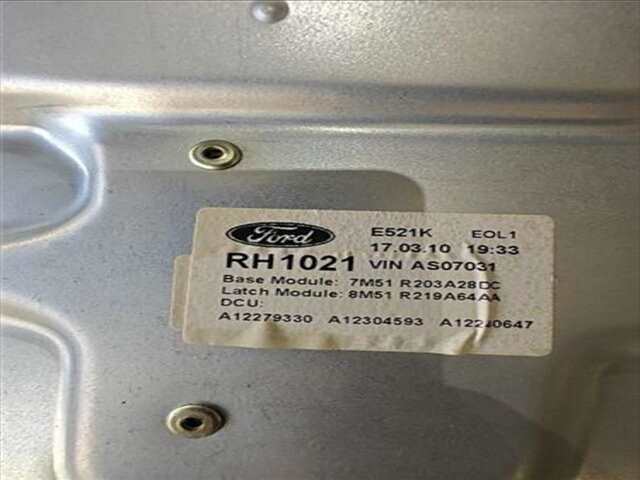 Ford
E521K EOL1
17.03.10 19:33
RH1021 VIN AS07031
Base Module: 7M51 R203A28DC
Latch Module: 8M51 R219A64AA
DCU:
A12279330 A12304593